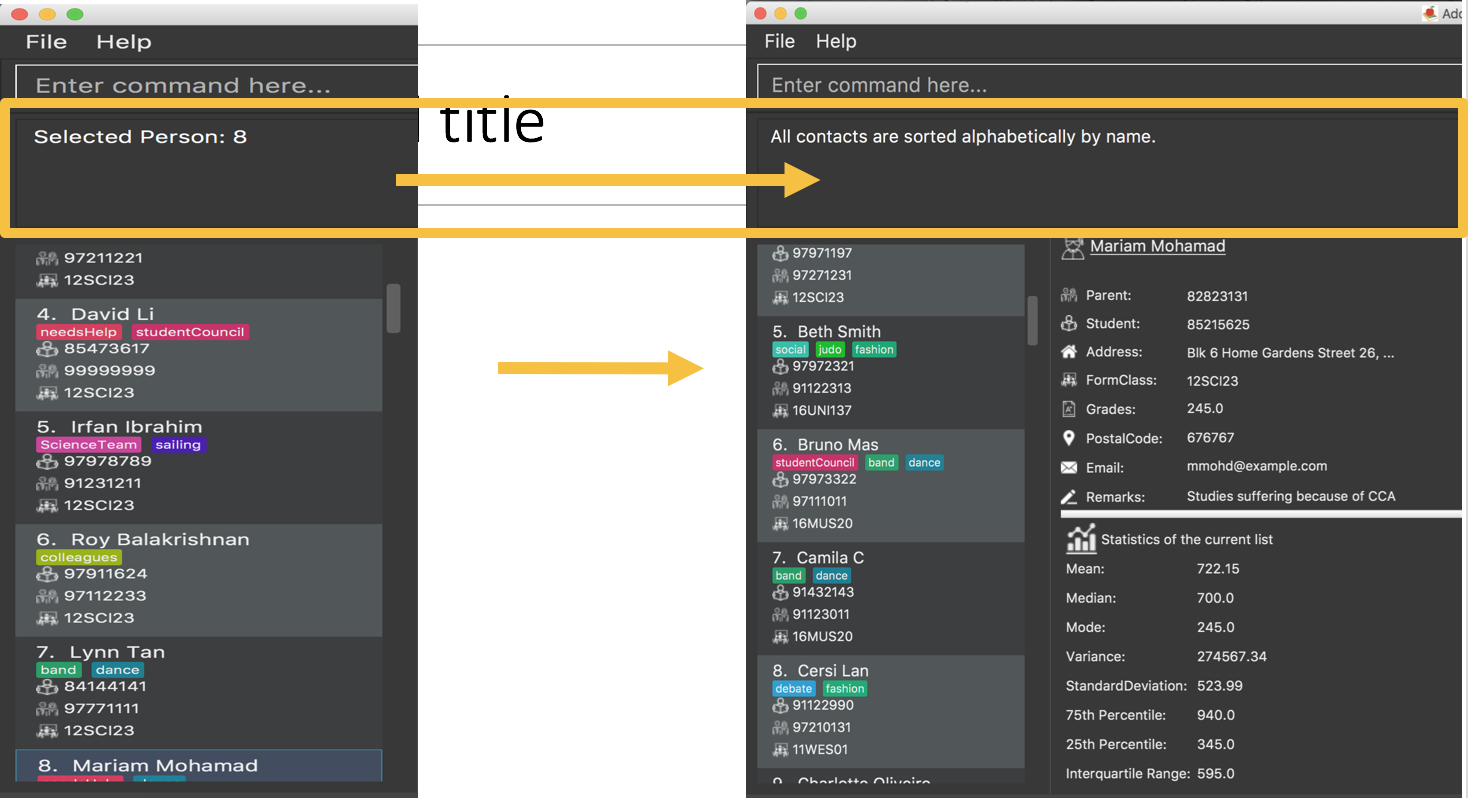 File Help
Enter command here...
Selected Person: 8
97211221
12SCI23
4. David Li
needsHelp studentCouncil
85473617
99999999
12SCI23
5. Irfan Ibrahim
ScienceTeam sailing
97978789
91231211
12SCI23
6. Roy Balakrishnan
colleagues
97911624
97112233
12SCI23
7. Lynn Tan
band dance
84144141
97771111
12SCI23
8. Mariam Mohamad
title
File Help
Enter command here...
All contacts are sorted alphabetically by name.
97971197
97271231
12SCI23
5. Beth Smith
social judo fashion
97972321
91122313
16UNI137
6. Bruno Mas
studentCouncil band dance
97973322
97111011
16MUS20
7. Camila C
band dance
91432143
91123011
16MUS20
8. Cersi Lan
debate fashion
91122990
97210131
11WES01
9. Charlotte Oliveiro
Mariam Mohamad
Parent: 82823131
Student: 85215625
Address: Blk 6 Home Gardens Street 26, ...
FormClass: 12SCI23
Grades: 245.0
PostalCode: 676767
Email: mmohd@example.com
Remarks: Studies suffering because of CCA
Statistics of the current list
Mean: 722.15
Median: 700.0
Mode: 245.0
Variance: 274567.34
StandardDeviation: 523.99
75th Percentile: 940.0
25th Percentile: 345.0
Interquartile Range: 595.0